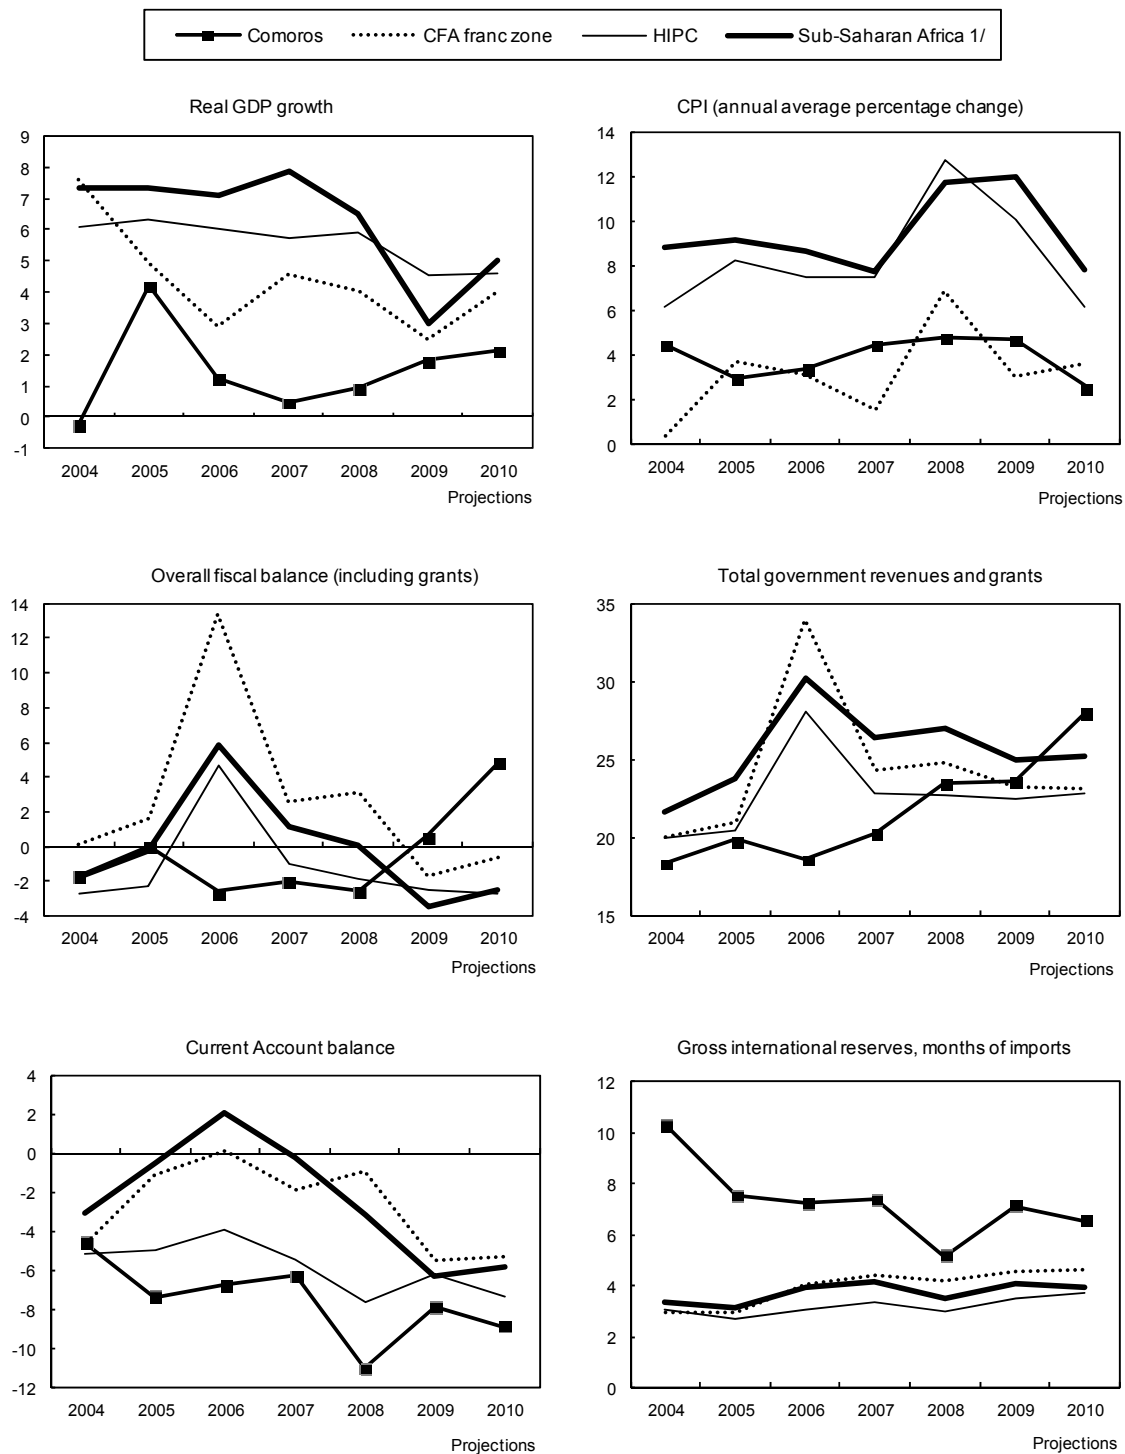 Comoros CFA franc zone HIPC Sub-Saharan Africa 1/
Real GDP growth
9
8
7
6
5
4
3
2
1
0
-1
2004 2005 2006 2007 2008 2009 2010
Projections
CPI (annual average percentage change)
14
12
10
8
6
4
2
0
2004 2005 2006 2007 2008 2009 2010
Projections
Overall fiscal balance (including grants)
14
12
10
8
6
4
2
0
-2
-4
2004 2005 2006 2007 2008 2009 2010
Projections
Total government revenues and grants
35
30
25
20
15
2004 2005 2006 2007 2008 2009 2010
Projections
Current Account balance
4
2
0
-2
-4
-6
-8
-10
-12
2004 2005 2006 2007 2008 2009 2010
Projections
Gross international reserves, months of imports
12
10
8
6
4
2
0
2004 2005 2006 2007 2008 2009 2010
Projections